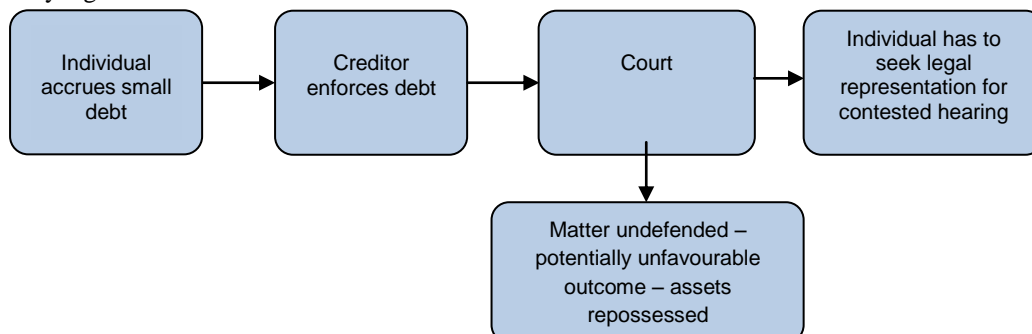 Individual
accrues small
debt
Creditor
enforces debt
Court
Individual has to
seek legal
representation for
contested hearing
Matter undefended –
potentially unfavourable
outcome – assets
repossessed